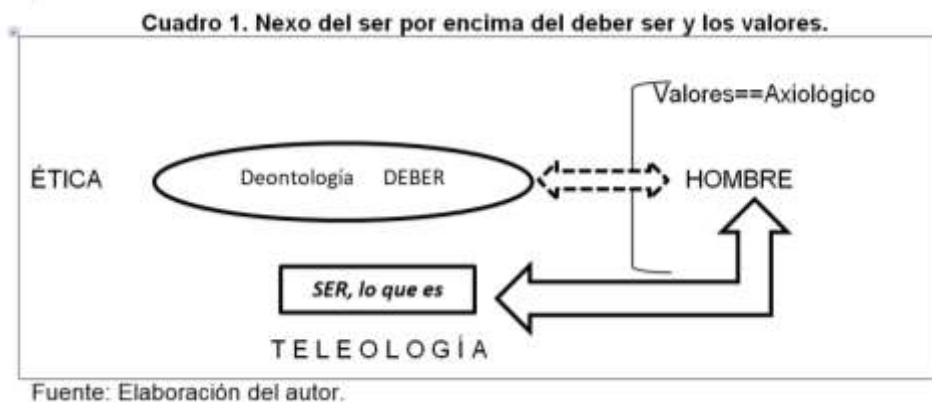 Cuadro 1. Nexo del ser por encima del deber ser y los valores.
Valores==Axiológico
ÉTICA
Deontología DEBER
HOMBRE
SER, lo que es
TELEOLOGÍA
Fuente: Elaboración del autor.